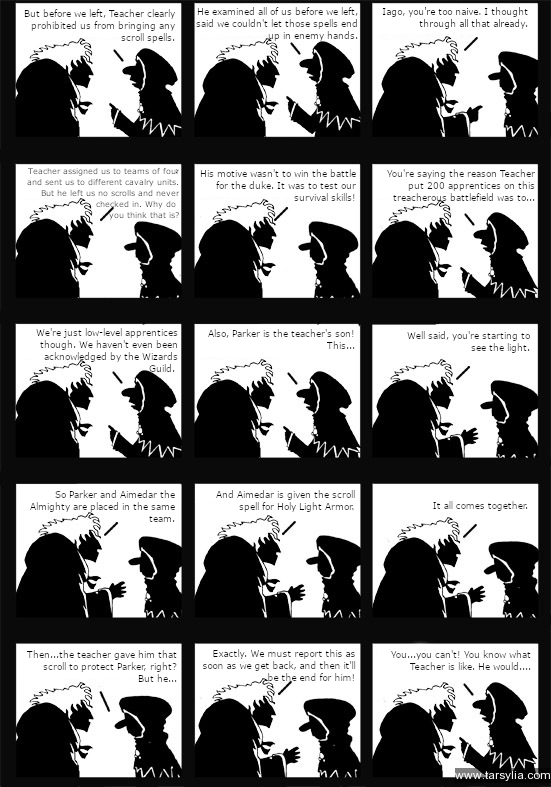 But before we left, Teacher clearly
prohibited us from bringing any
scroll spells.
He examined all of us before we left,
said we couldn't let those spells end
up in enemy hands.
Iago, you're too naive. I thought
through all that already.
Teacher assigned us to teams of four
and sent us to different cavalry units.
But he left us no scrolls and never
checked in. Why do
you think that is?
His motive wasn't to win the battle
for the duke. It was to test our
survival skills!
You're saying the reason Teacher
put 200 apprentices on this
treacherous battlefield was to...
We're just low-level apprentices
though. We haven't even been
acknowledged by the Wizards
Guild.
Also, Parker is the teacher's son!
This...
Well said, you're starting to
see the light.
So Parker and Aimedar the
Almighty are placed in the same
team.
And Aimedar is given the scroll
spell for Holy Light Armor.
It all comes together.
Then...the teacher gave him that
scroll to protect Parker, right?
But he...
Exactly. We must report this as
soon as we get back, and then it'll
be the end for him!
You...you can't! You know what
Teacher is like. He would....
www.tarsylia.com